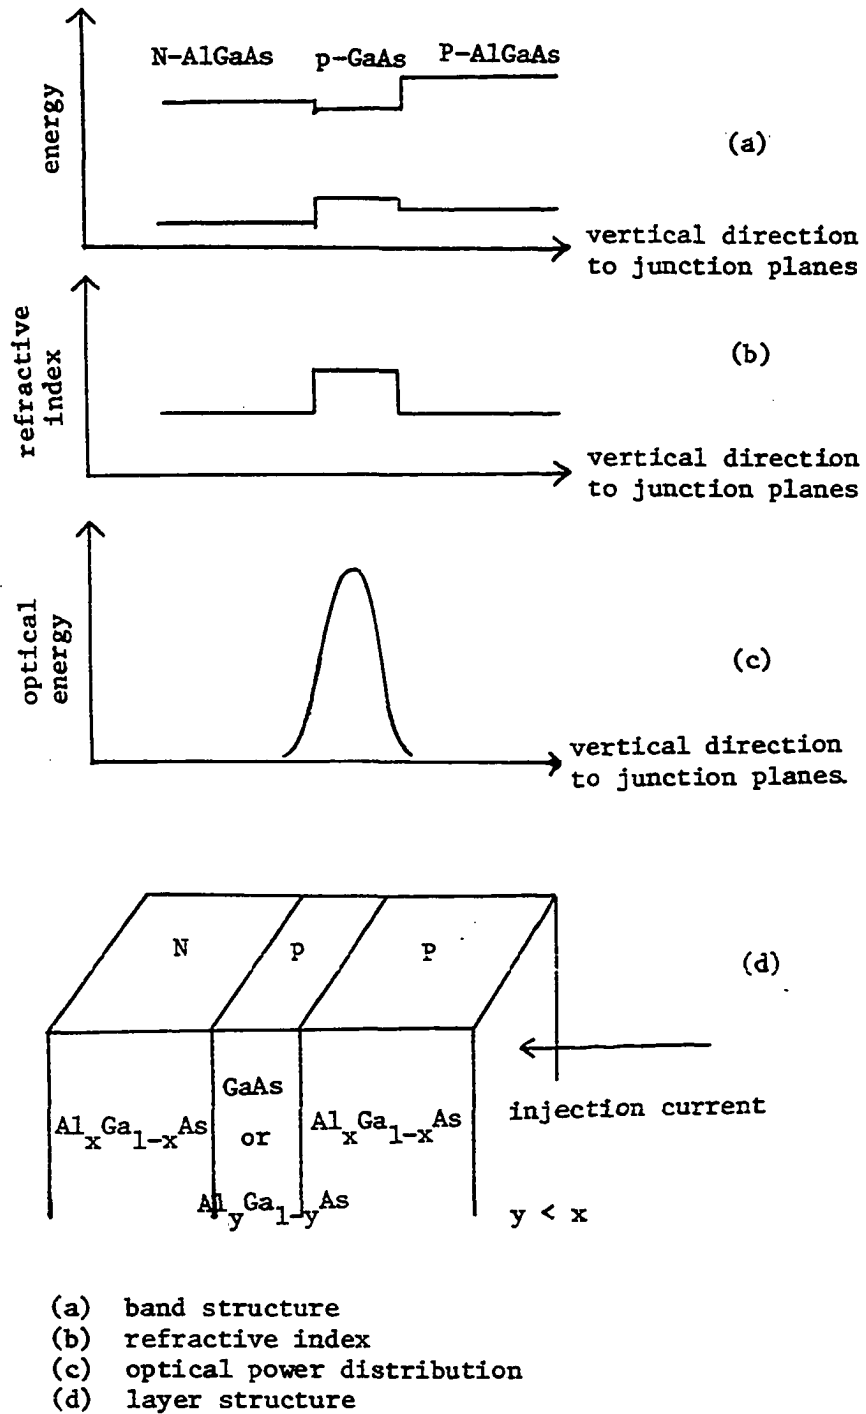 N-AlGaAs p-GaAs P-AlGaAs
energy
(a)
vertical direction
to junction planes
refractive
index
(b)
vertical direction
to junction planes
optical
energy
(c)
vertical direction
to junction planes.
N p P
(d)
GaAs
or
AlyGa1-yAs
AlxGa1-xAs
AlxGa1-xAs
injection current
y < x
(a) band structure
(b) refractive index
(c) optical power distribution
(d) layer structure